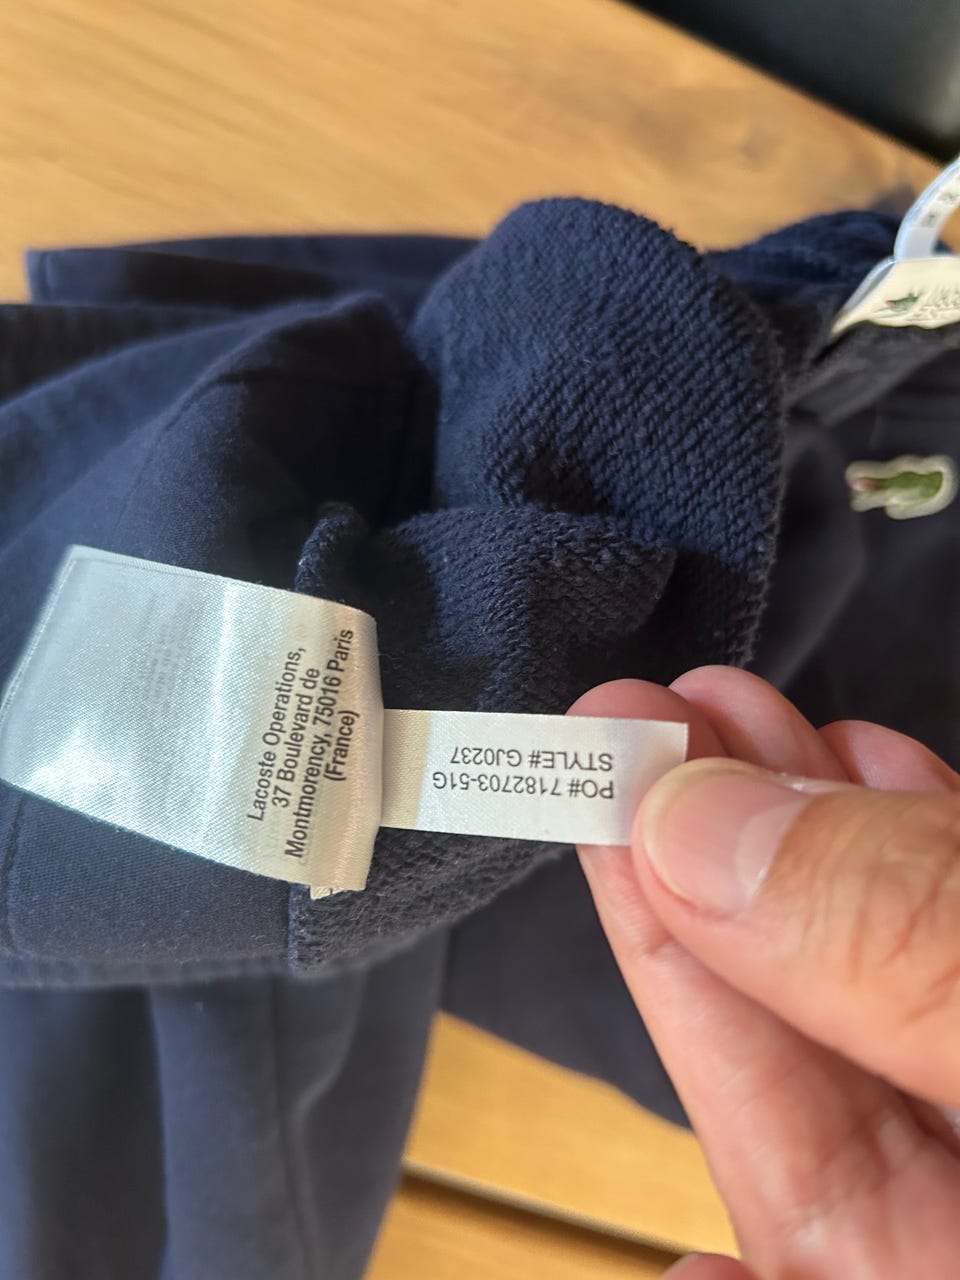 Lacoste Operations,
37 Boulevard de
Montmorency, 75016 Paris
(France)
PO# 7182703-51G
STYLE# GJ0237